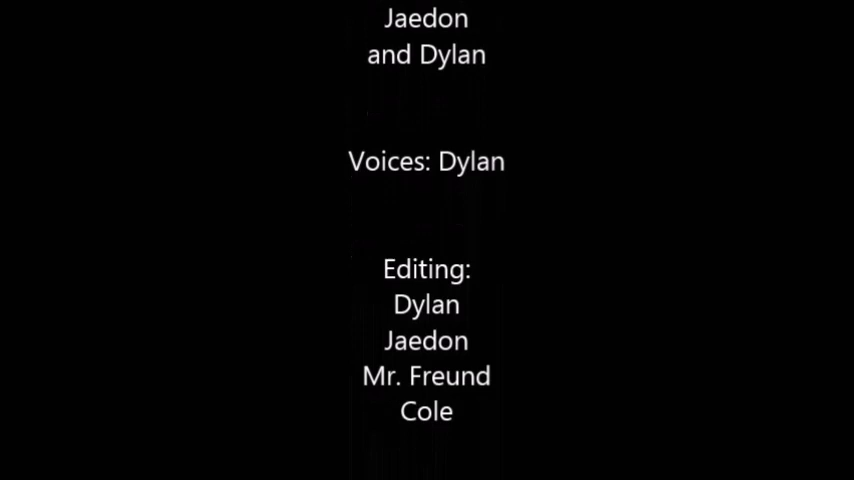 Jaedon
and Dylan
Voices: Dylan
Editing:
Dylan
Jaedon
Mr. Freund
Cole